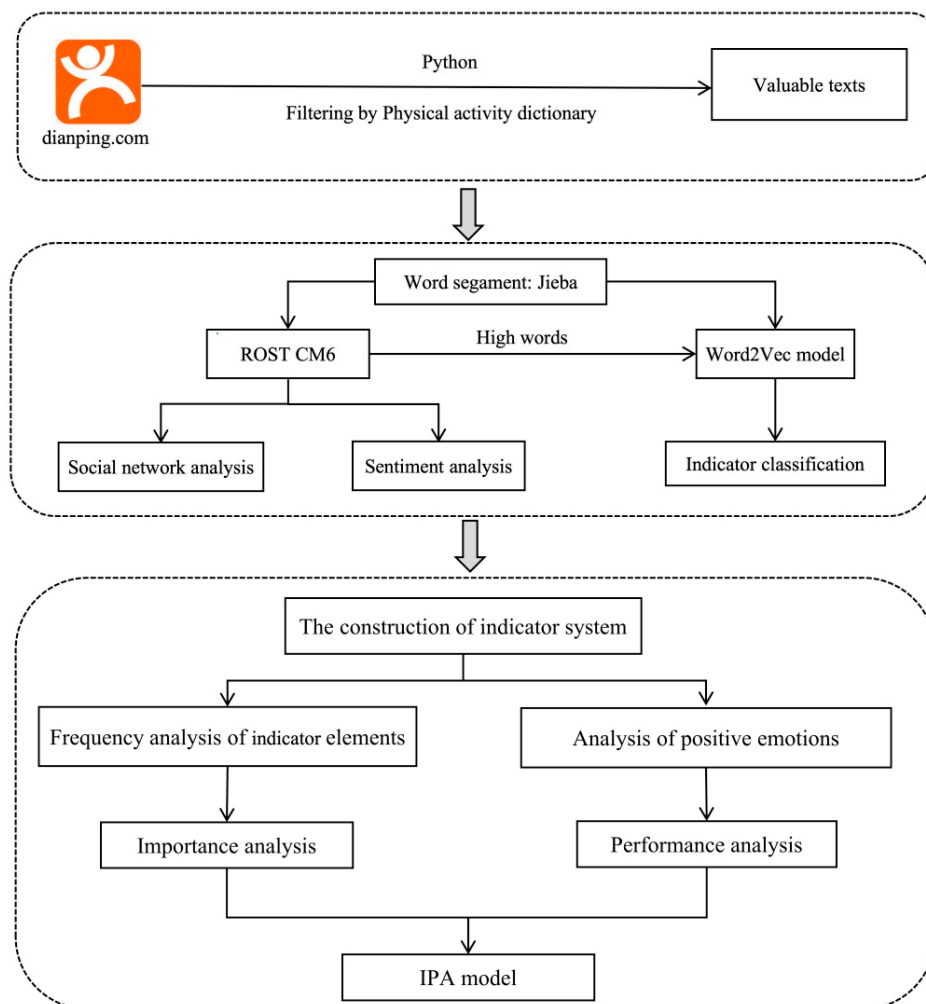 Python
Filtering by Physical activity dictionary
Valuable texts
dianping.com
Word segament: Jieba
ROST CM6
High words
Word2Vec model
Social network analysis
Sentiment analysis
Indicator classification
The construction of indicator system
Frequency analysis of indicator elements
Analysis of positive emotions
Importance analysis
Performance analysis
IPA model